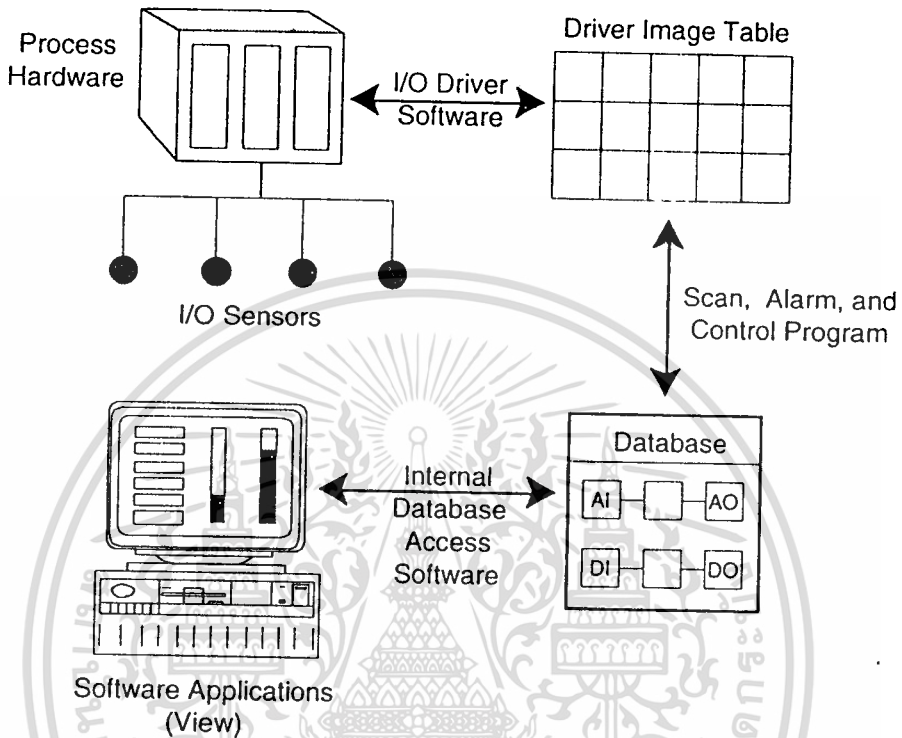 Process
Hardware
I/O Driver
Software
Driver Image Table
I/O Sensors
Scan, Alarm, and
Control Program
Internal
Database
Access
Software
Database
AI
AO
DI
DO
Software Applications
(View)